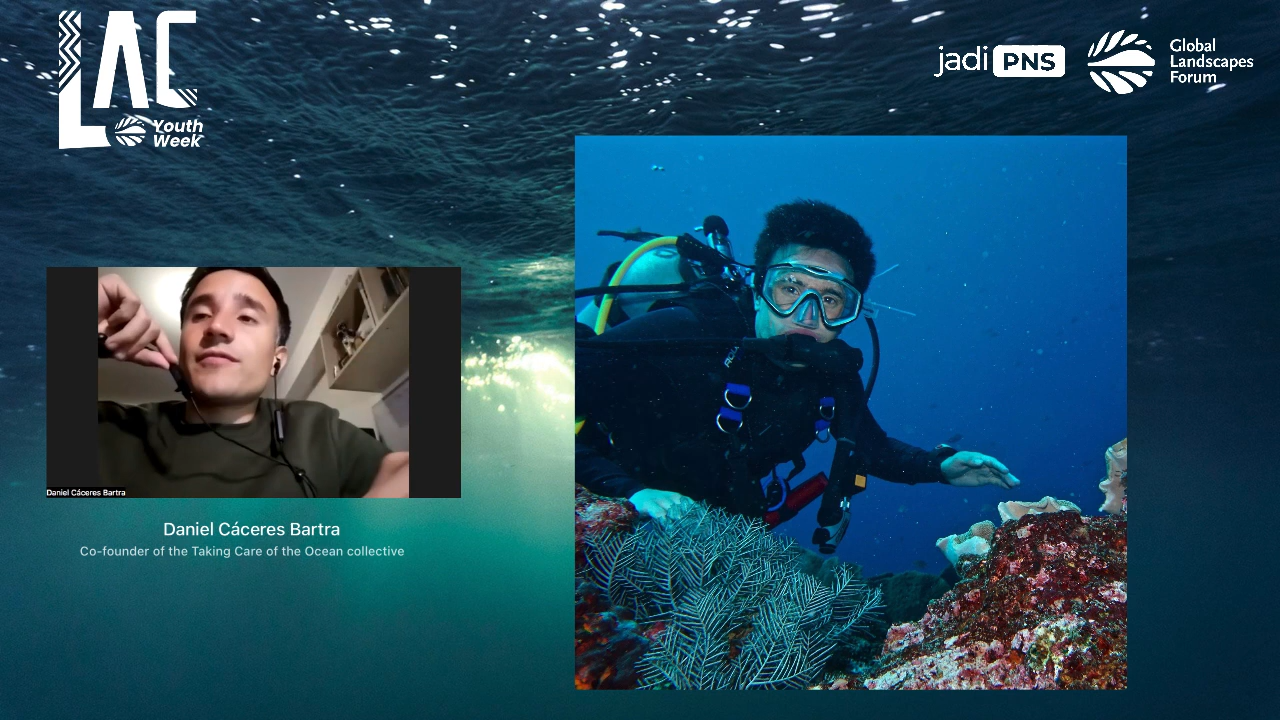 LAC
Youth
Week
jadi PNS
Global
Landscapes
Forum
Daniel Cáceres Bartra
Daniel Cáceres Bartra
Co-founder of the Taking Care of the Ocean collective